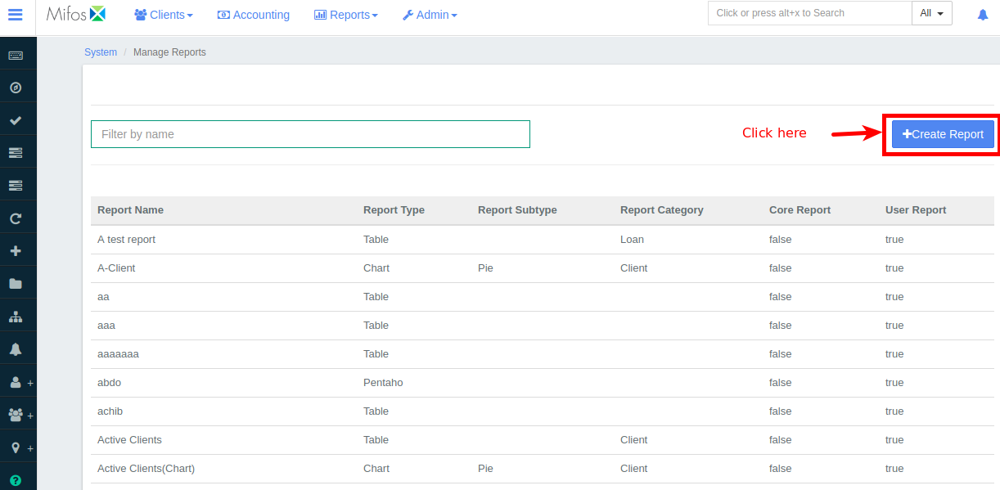 Mifos Clients Accounting Reports Admin Click or press alt+x to Search All
System / Manage Reports
Filter by name Click here +Create Report
Report Name Report Type Report Subtype Report Category Core Report User Report
A test report Table Loan false true
A-Client Chart Pie Client false true
aa Table false true
aaa Table false true
aaaaaaa Table false true
abdo Pentaho false true
achib Table false true
Active Clients Table Client false true
Active Clients(Chart) Chart Pie Client false true